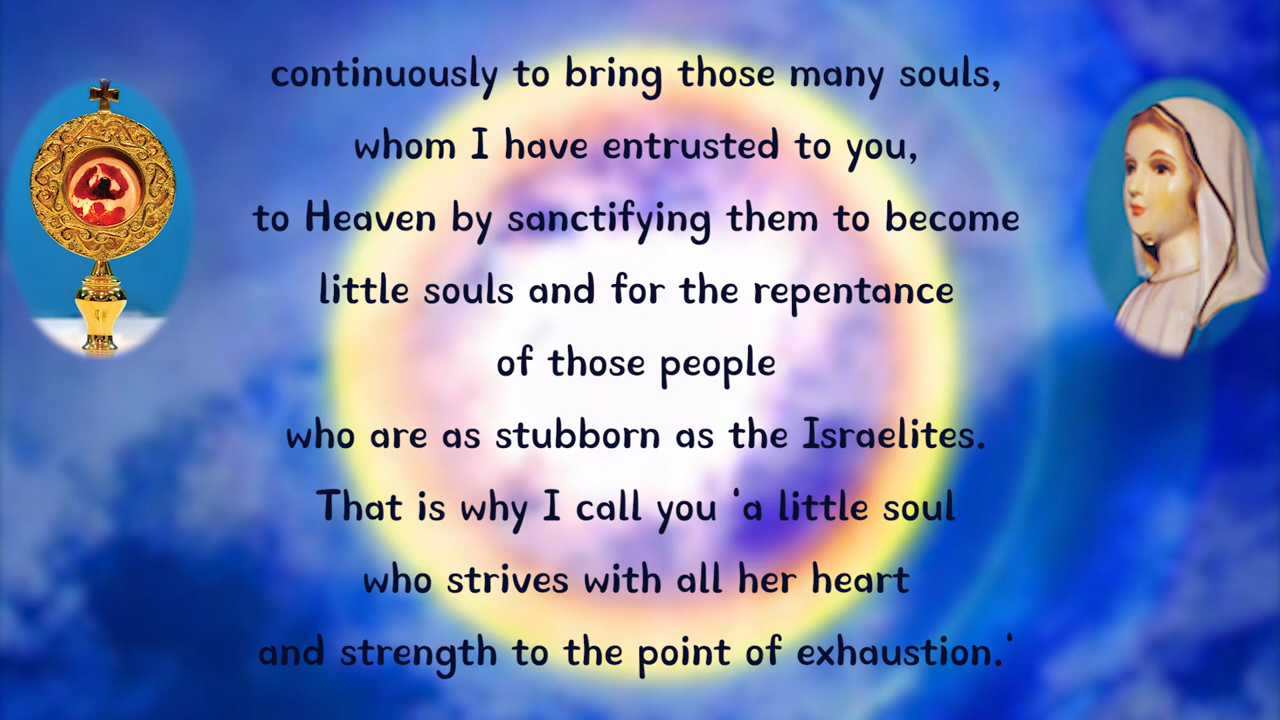 continuously to bring those many souls,
whom I have entrusted to you,
to Heaven by sanctifying them to become
little souls and for the repentance
of those people
who are as stubborn as the Israelites.
That is why I call you 'a little soul
who strives with all her heart
and strength to the point of exhaustion.'